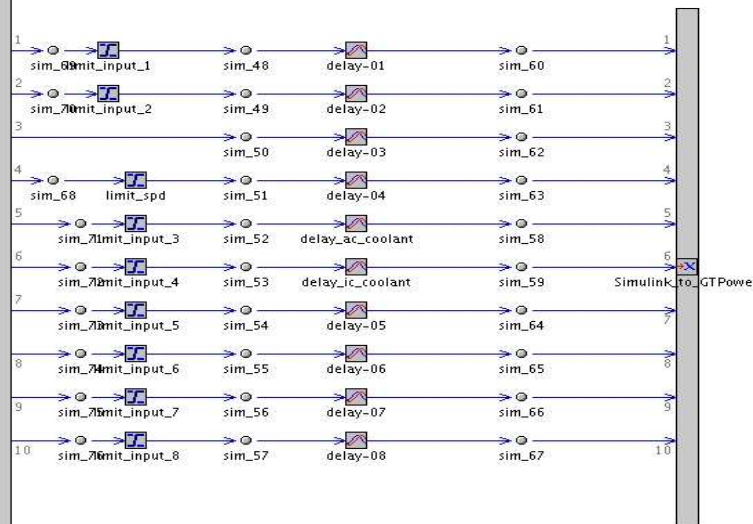 1 1
sim_69 limit_input_1 sim_48 delay-01 sim_60
2 2
sim_70 limit_input_2 sim_49 delay-02 sim_61
3 3
sim_50 delay-03 sim_62
4 4
sim_68 limit_spd sim_51 delay-04 sim_63
5 5
sim_71 limit_input_3 sim_52 delay_ac_coolant sim_58
6 6
sim_72 limit_input_4 sim_53 delay_ic_coolant sim_59 Simulink_to_GTPowe
7 7
sim_73 limit_input_5 sim_54 delay-05 sim_64
8 8
sim_74 limit_input_6 sim_55 delay-06 sim_65
9 9
sim_75 limit_input_7 sim_56 delay-07 sim_66
10 10
sim_76 limit_input_8 sim_57 delay-08 sim_67